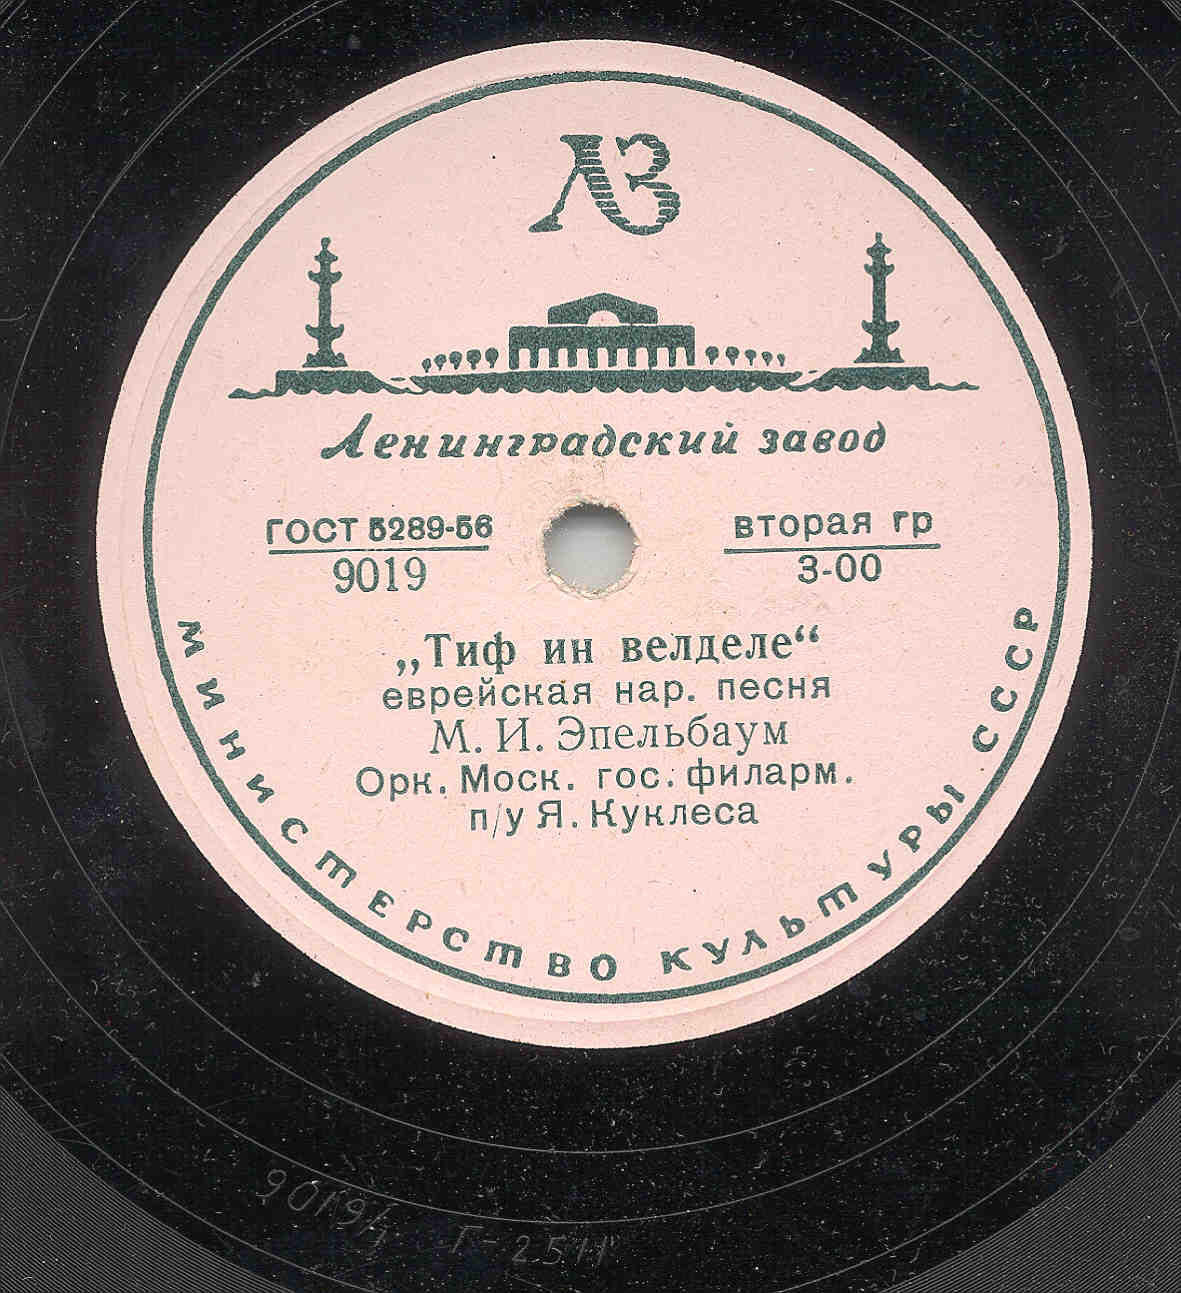 ЛЗ
Ленинградский завод
ГОСТ 5289-56
9019
вторая гр
3-00
„Тиф ин велделе“
еврейская нар. песня
М. И. Эпельбаум
Орк. Моск. гос. филарм.
п/у Я. Куклеса
МИНИСТЕРСТВО КУЛЬТУРЫ СССР